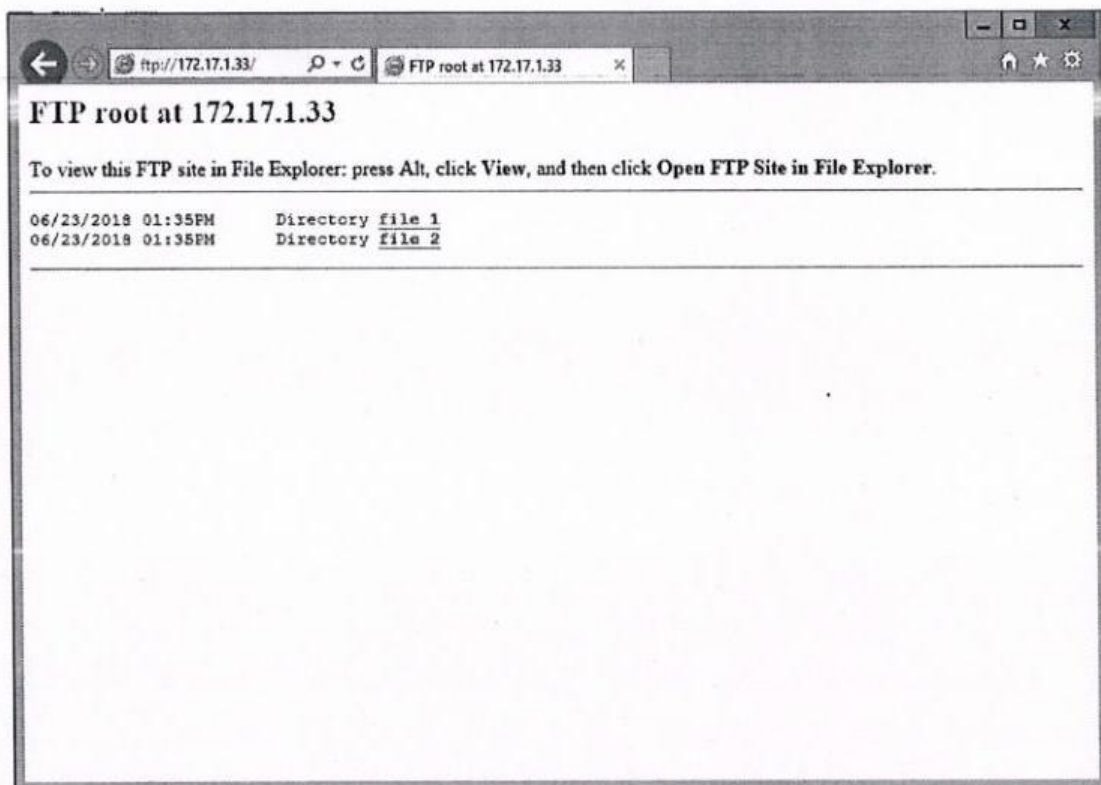 ftp://172.17.1.33/
FTP root at 172.17.1.33
FTP root at 172.17.1.33
To view this FTP site in File Explorer: press Alt, click View, and then click Open FTP Site in File Explorer.
06/23/2018 01:35PM Directory file 1
06/23/2018 01:35PM Directory file 2